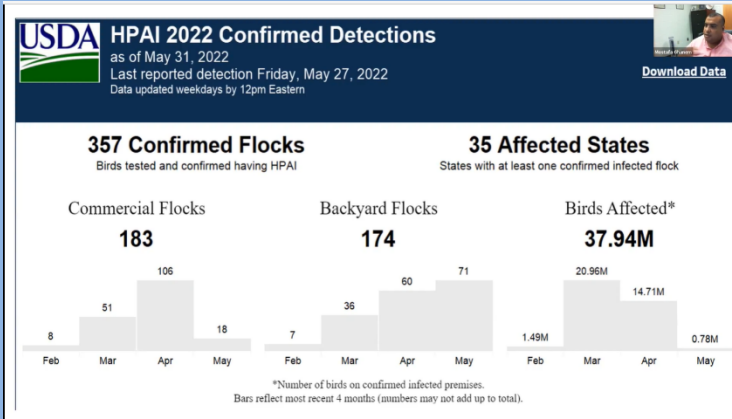 USDA
HPAI 2022 Confirmed Detections
as of May 31, 2022
Last reported detection Friday, May 27, 2022
Data updated weekdays by 12pm Eastern
Download Data
357 Confirmed Flocks
Birds tested and confirmed having HPAI
35 Affected States
States with at least one confirmed infected flock
Commercial Flocks
183
8
51
106
18
Feb Mar Apr May
Backyard Flocks
174
7
36
60
71
Feb Mar Apr May
Birds Affected*
37.94M
1.49M
20.96M
14.71M
0.78M
Feb Mar Apr May
*Number of birds on confirmed infected premises.
Bars reflect most recent 4 months (numbers may not add up to total).